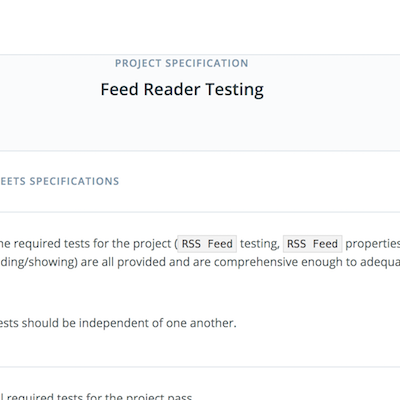 PROJECT SPECIFICATION
Feed Reader Testing
EETS SPECIFICATIONS
he required tests for the project ( RSS Feed testing, RSS Feed properties
ding/showing) are all provided and are comprehensive enough to adequa
ests should be independent of one another.
l required tests for the project pass